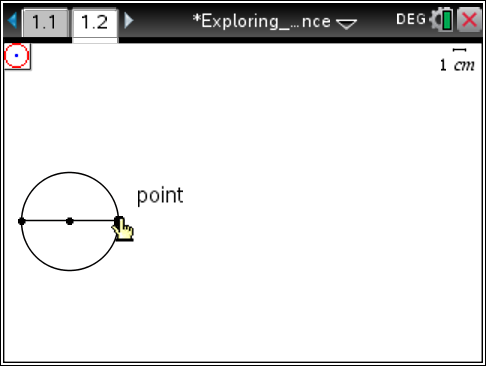 1.1 1.2 *Exploring_...nce DEG
1 cm
point